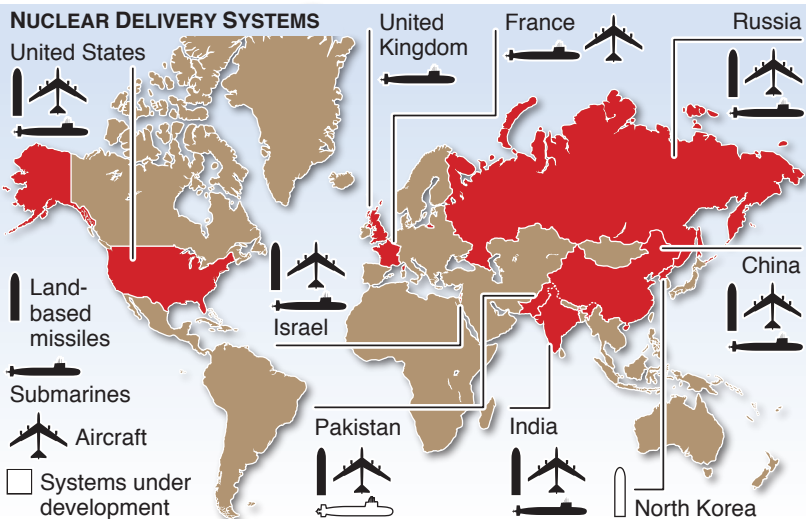 NUCLEAR DELIVERY SYSTEMS
United States
United
Kingdom
France
Russia
China
Israel
Land-
based
missiles
Submarines
Aircraft
Systems under
development
Pakistan
India
North Korea